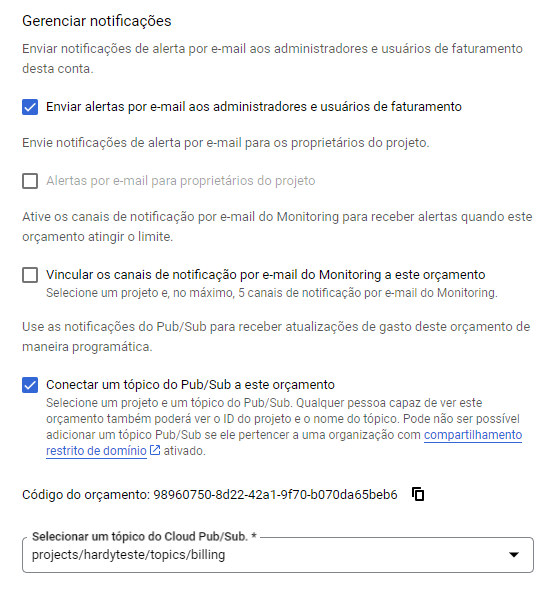 Gerenciar notificações
Enviar notificações de alerta por e-mail aos administradores e usuários de faturamento
desta conta.
Enviar alertas por e-mail aos administradores e usuários de faturamento
Envie notificações de alerta por e-mail para os proprietários do projeto.
Alertas por e-mail para proprietários do projeto
Ative os canais de notificação por e-mail do Monitoring para receber alertas quando este
orçamento atingir o limite.
Vincular os canais de notificação por e-mail do Monitoring a este orçamento
Selecione um projeto e, no máximo, 5 canais de notificação por e-mail do Monitoring.
Use as notificações do Pub/Sub para receber atualizações de gasto deste orçamento de
maneira programática.
Conectar um tópico do Pub/Sub a este orçamento
Selecione um projeto e um tópico do Pub/Sub. Qualquer pessoa capaz de ver este
orçamento também poderá ver o ID do projeto e o nome do tópico. Pode não ser possível
adicionar um tópico Pub/Sub se ele pertencer a uma organização com compartilhamento
restrito de domínio ativado.
Código do orçamento: 98960750-8d22-42a1-9f70-b070da65beb6
Selecionar um tópico do Cloud Pub/Sub. *
projects/hardyteste/topics/billing